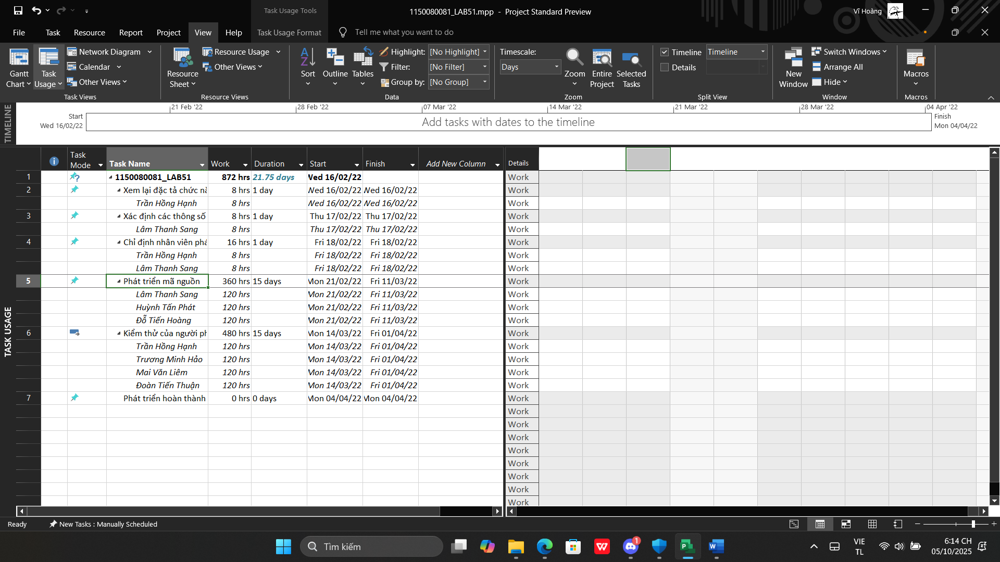 Task Usage Tools
1150080081_LAB51.mpp - Project Standard Preview
Vĩ Hoàng
File Task Resource Report Project View Help Task Usage Format Tell me what you want to do
Gantt Chart
Task Usage
Network Diagram
Calendar
Other Views
Task Views
Resource Sheet
Resource Usage
Other Views
Resource Views
Sort
Outline
Tables
Highlight: [No Highlight]
Filter: [No Filter]
Group by: [No Group]
Data
Timescale:
Days
Zoom
Entire Project
Selected Tasks
Zoom
Timeline Timeline
Details
Split View
New Window
Switch Windows
Arrange All
Hide
Window
Macros
Macros
TIMELINE
21 Feb '22 28 Feb '22 07 Mar '22 14 Mar '22 21 Mar '22 28 Mar '22 04 Apr '22
Start
Wed 16/02/22
Add tasks with dates to the timeline
Finish
Mon 04/04/22
TASK USAGE
Task Mode Task Name Work Duration Start Finish Add New Column Details
1 1150080081_LAB51 872 hrs 21.75 days Wed 16/02/22 Work
2 Xem lại đặc tả chức nă 8 hrs 1 day Wed 16/02/22 Wed 16/02/22 Work
Trần Hồng Hạnh 8 hrs Wed 16/02/22 Wed 16/02/22 Work
3 Xác định các thông số 8 hrs 1 day Thu 17/02/22 Thu 17/02/22 Work
Lâm Thanh Sang 8 hrs Thu 17/02/22 Thu 17/02/22 Work
4 Chỉ định nhân viên phá 16 hrs 1 day Fri 18/02/22 Fri 18/02/22 Work
Trần Hồng Hạnh 8 hrs Fri 18/02/22 Fri 18/02/22 Work
Lâm Thanh Sang 8 hrs Fri 18/02/22 Fri 18/02/22 Work
5 Phát triển mã nguồn 360 hrs 15 days Mon 21/02/22 Fri 11/03/22 Work
Lâm Thanh Sang 120 hrs Mon 21/02/22 Fri 11/03/22 Work
Huỳnh Tấn Phát 120 hrs Mon 21/02/22 Fri 11/03/22 Work
Đỗ Tiến Hoàng 120 hrs Mon 21/02/22 Fri 11/03/22 Work
6 Kiểm thử của người ph 480 hrs 15 days Mon 14/03/22 Fri 01/04/22 Work
Trần Hồng Hạnh 120 hrs Mon 14/03/22 Fri 01/04/22 Work
Trương Minh Hảo 120 hrs Mon 14/03/22 Fri 01/04/22 Work
Mai Văn Liêm 120 hrs Mon 14/03/22 Fri 01/04/22 Work
Đoàn Tiến Thuận 120 hrs Mon 14/03/22 Fri 01/04/22 Work
7 Phát triển hoàn thành 0 hrs 0 days Mon 04/04/22 Mon 04/04/22 Work
Work
Work
Work
Work
Work
Work
Work
Work
Ready New Tasks : Manually Scheduled
Tìm kiếm
1
VIE
TL
6:14 CH
05/10/2025